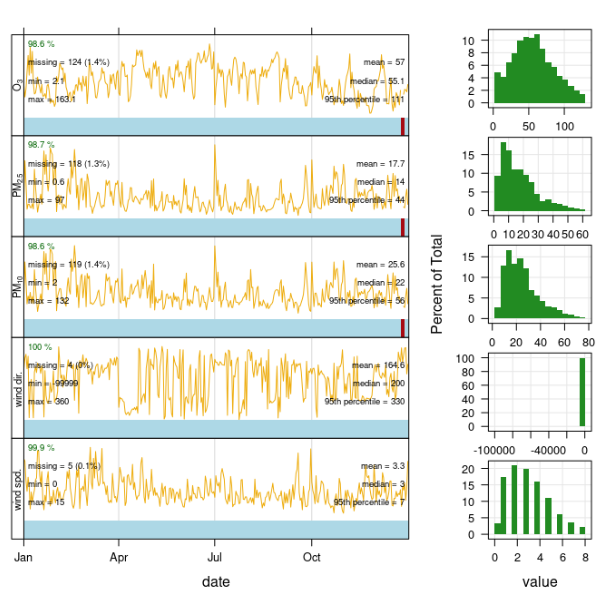 O3
98.6 %
missing = 124 (1.4%)
min = 2.1
max = 163.1
mean = 57
median = 55.1
95th percentile = 111
PM2.5
98.7 %
missing = 118 (1.3%)
min = 0.6
max = 97
mean = 17.7
median = 14
95th percentile = 44
PM10
98.6 %
missing = 119 (1.4%)
min = 2
max = 132
mean = 25.6
median = 22
95th percentile = 56
wind dir.
100 %
missing = 4 (0%)
min = -99999
max = 360
mean = 164.6
median = 200
95th percentile = 330
wind spd.
99.9 %
missing = 5 (0.1%)
min = 0
max = 15
mean = 3.3
median = 3
95th percentile = 7
Jan Apr Jul Oct
date
Percent of Total
10
8
6
4
2
0
0 50 100
15
10
5
0
0 10 20 30 40 50 60
15
10
5
0
0 20 40 60 80
100
80
60
40
20
0
-100000 -40000 0
20
15
10
5
0
0 2 4 6 8
value